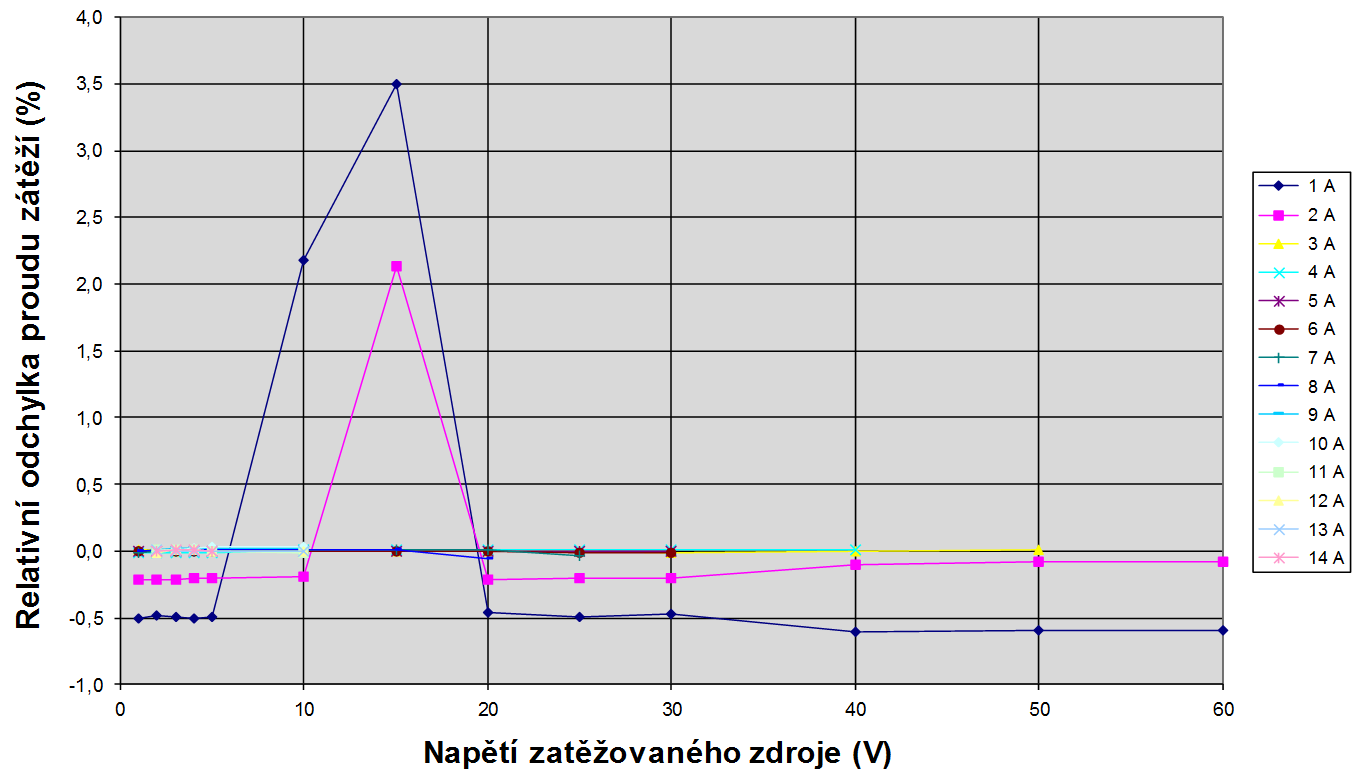 4,0
3,5
3,0
2,5
2,0
1,5
1,0
0,5
0,0
-0,5
-1,0
Relativní odchylka proudu zátěží (%)
0
10
20
30
40
50
60
Napětí zatěžovaného zdroje (V)
1 A
2 A
3 A
4 A
5 A
6 A
7 A
8 A
9 A
10 A
11 A
12 A
13 A
14 A